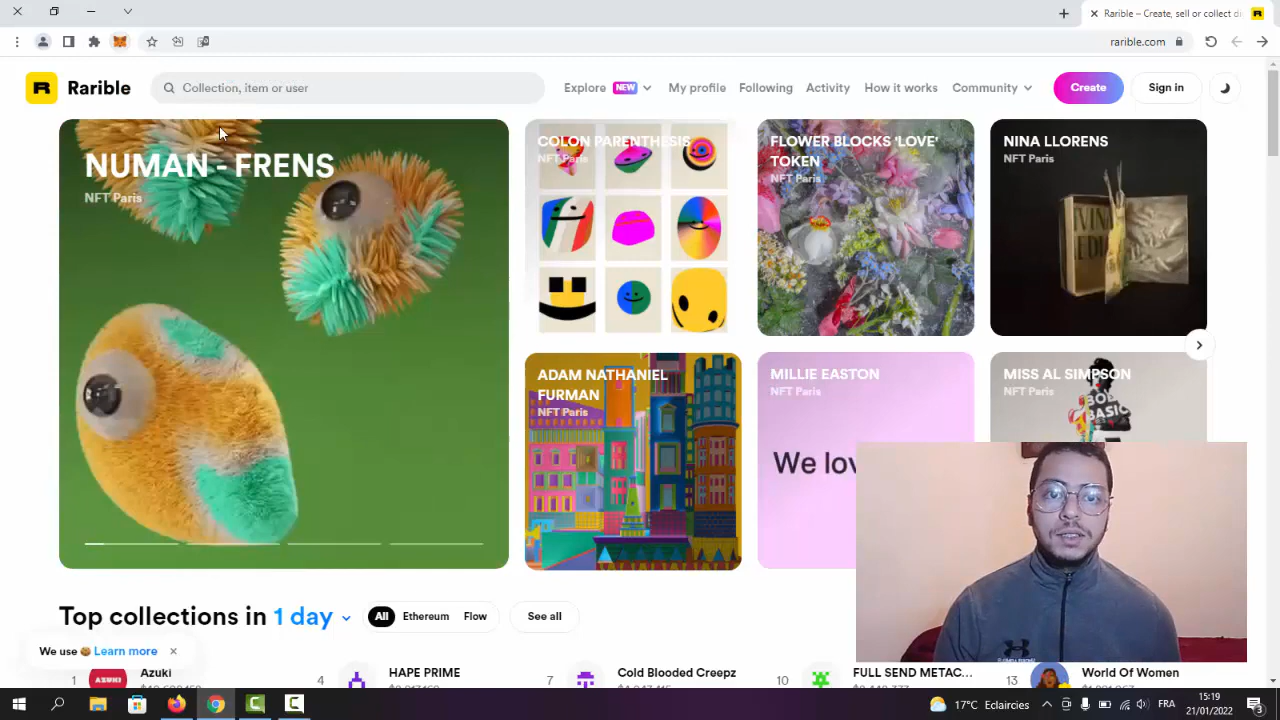 Rarible – Create, sell or collect di
rarible.com
Rarible
Collection, item or user
Explore NEW
My profile
Following
Activity
How it works
Community
Create
Sign in
NUMAN - FRENS
NFT Paris
COLON PARENTHESIS
NFT Paris
FLOWER BLOCKS 'LOVE'
TOKEN
NFT Paris
NINA LLORENS
NFT Paris
ADAM NATHANIEL
FURMAN
NFT Paris
MILLIE EASTON
NFT Paris
We lov
MISS AL SIMPSON
NFT Paris
BASIC
Top collections in 1 day
All
Ethereum
Flow
See all
We use
Learn more
1
AZUKI
Azuki
4
HAPE PRIME
7
Cold Blooded Creepz
10
FULL SEND METAC...
13
World Of Women
17°C Eclaircies
FRA
15:19
21/01/2022
3